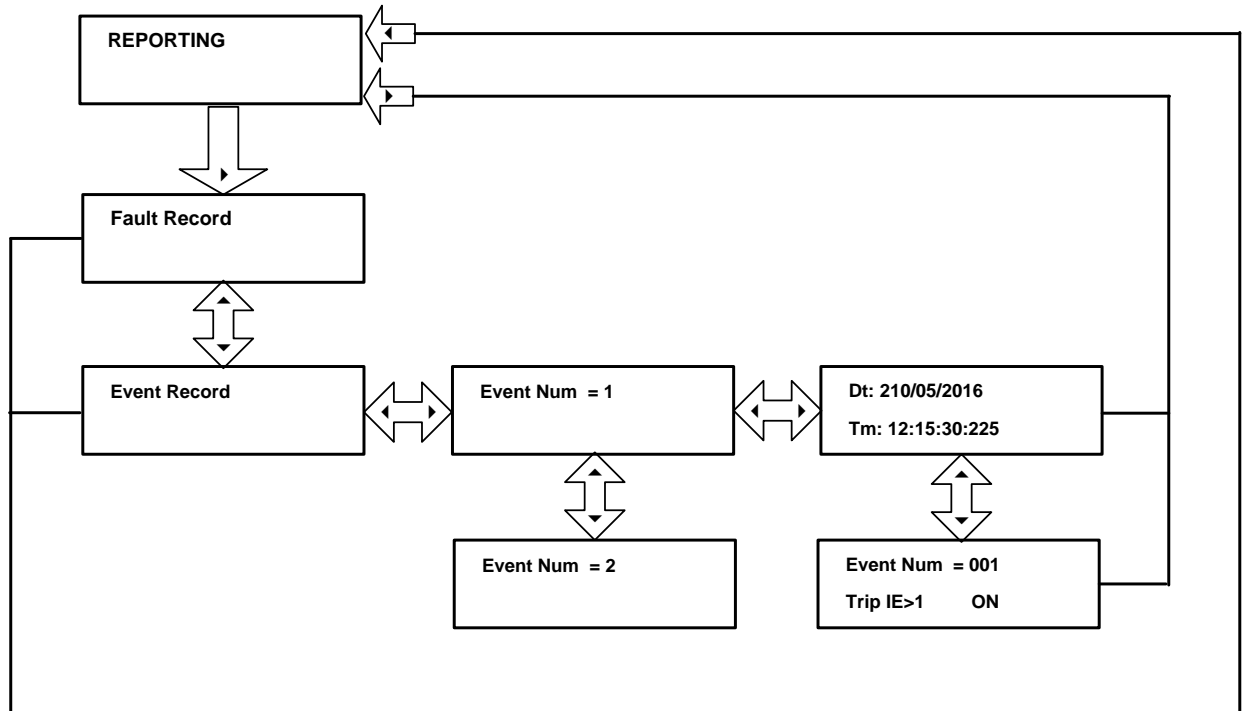 REPORTING
Fault Record
Event Record
Event Num = 1
Dt: 210/05/2016
Tm: 12:15:30:225
Event Num = 2
Event Num = 001
Trip IE>1 ON